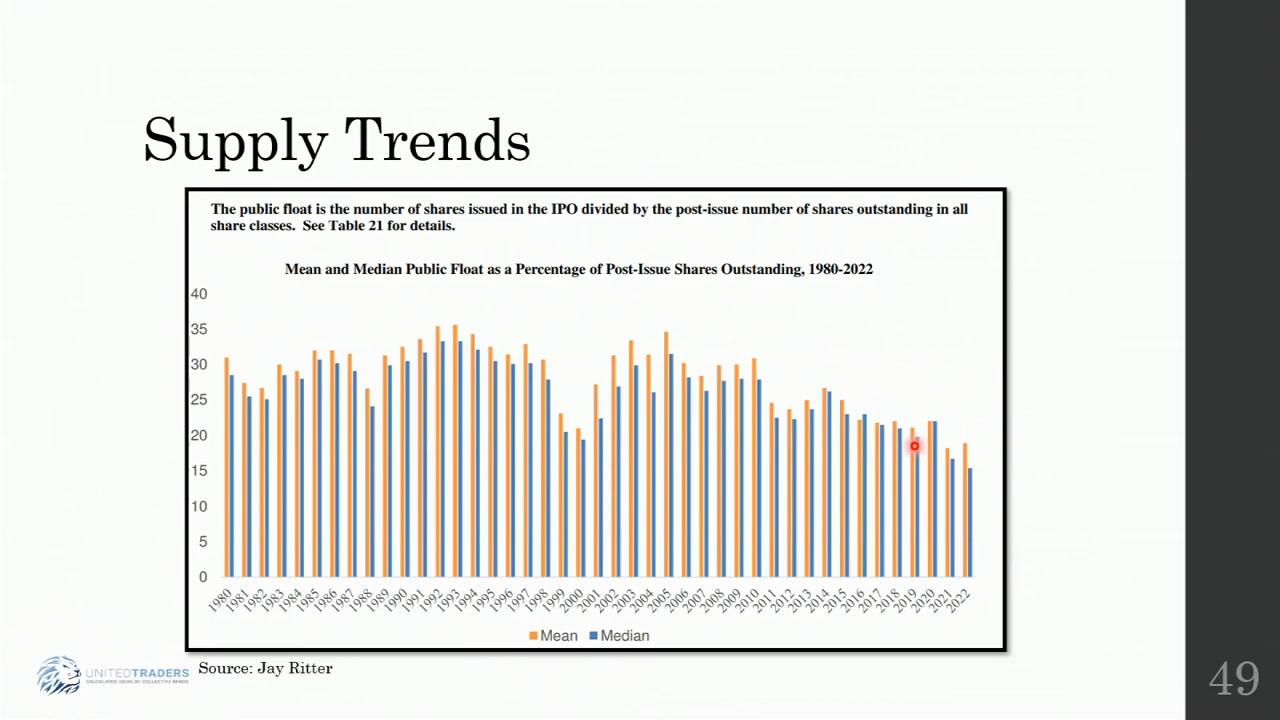 Supply Trends
The public float is the number of shares issued in the IPO divided by the post-issue number of shares outstanding in all
share classes. See Table 21 for details.
Mean and Median Public Float as a Percentage of Post-Issue Shares Outstanding, 1980-2022
40
35
30
25
20
15
10
5
0
1980 1981 1982 1983 1984 1985 1986 1987 1988 1989 1990 1991 1992 1993 1994 1995 1996 1997 1998 1999 2000 2001 2002 2003 2004 2005 2006 2007 2008 2009 2010 2011 2012 2013 2014 2015 2016 2017 2018 2019 2020 2021 2022
Mean Median
Source: Jay Ritter
UNITEDTRADERS
CALCULATED IDEAS BY COLLECTIVE MINDS
49